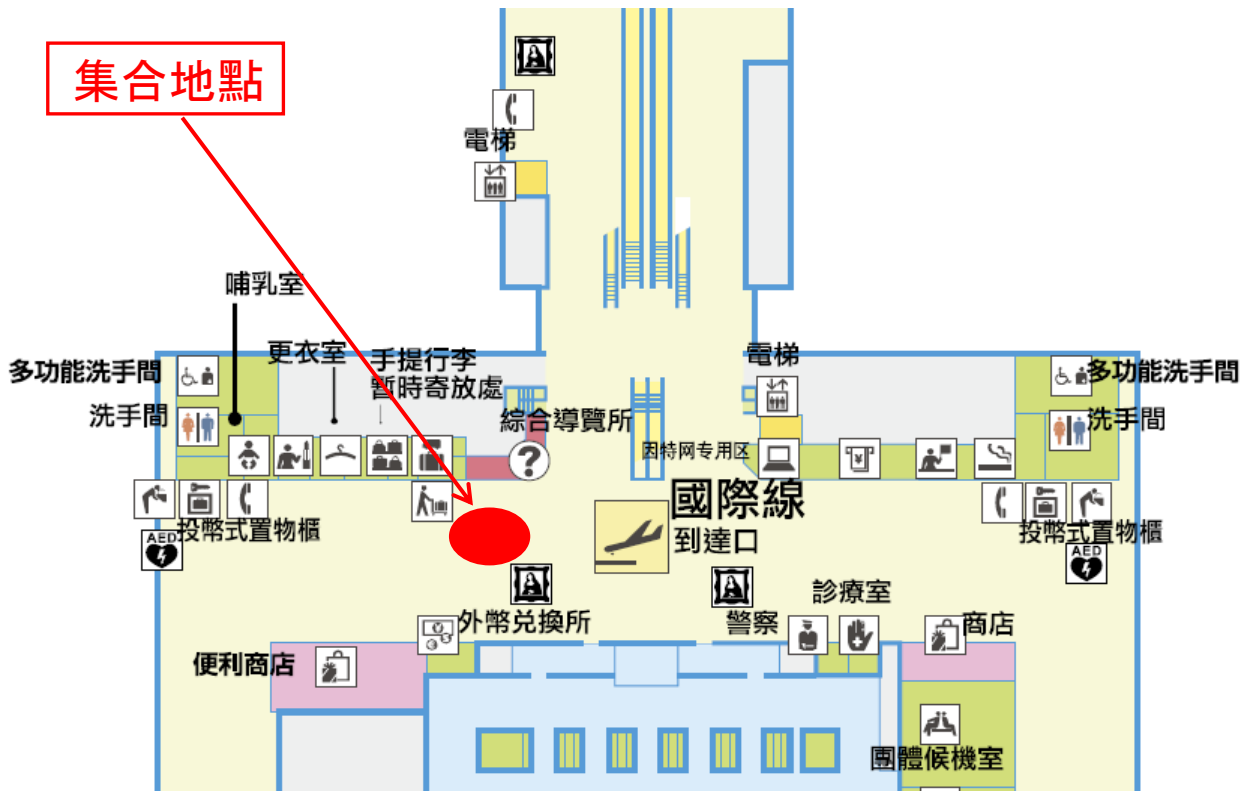 集合地點
電梯
哺乳室
更衣室
手提行李
暫時寄放處
電梯
多功能洗手間
多功能洗手間
洗手間
綜合導覽所
洗手間
因特网专用区
?
¥
國際線
到達口
投幣式置物櫃
投幣式置物櫃
AED
AED
診療室
外幣兑換所
警察
商店
便利商店
團體候機室